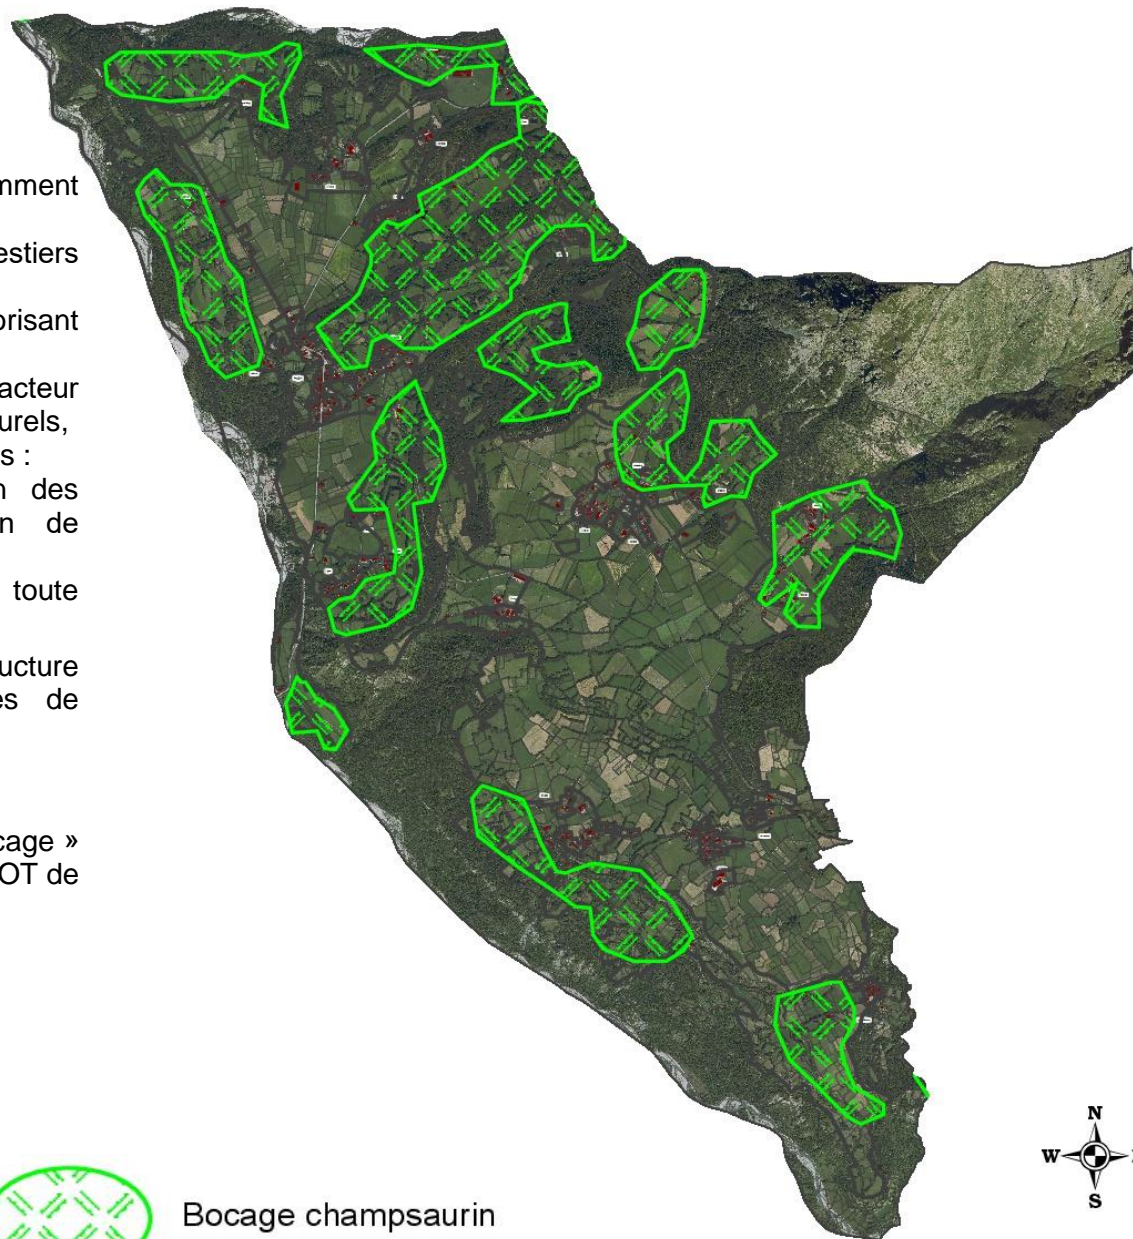 mment
estiers
orisant
acteur
urels,
s :
n des
n de
toute
ucture
es de
cage »
OT de
N
W
S
Bocage champsaurin